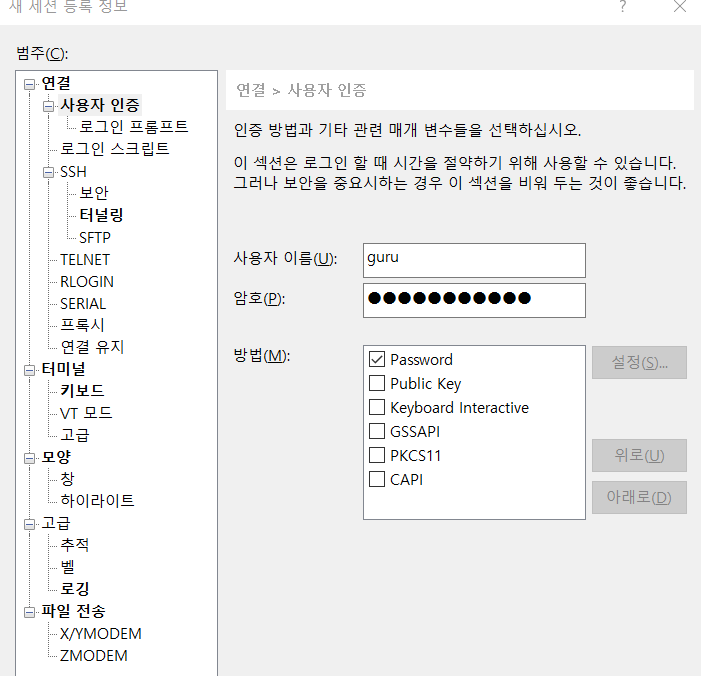 새 세션 등록 정보
?
범주(C):
연결
사용자 인증
로그인 프롬프트
로그인 스크립트
SSH
보안
터널링
SFTP
TELNET
RLOGIN
SERIAL
프록시
연결 유지
터미널
키보드
VT 모드
고급
모양
창
하이라이트
고급
추적
벨
로깅
파일 전송
X/YMODEM
ZMODEM
연결 > 사용자 인증
인증 방법과 기타 관련 매개 변수들을 선택하십시오.
이 섹션은 로그인 할 때 시간을 절약하기 위해 사용할 수 있습니다.
그러나 보안을 중요시하는 경우 이 섹션을 비워 두는 것이 좋습니다.
사용자 이름(U):
guru
암호(P):
●●●●●●●●●●●
방법(M):
Password
Public Key
Keyboard Interactive
GSSAPI
PKCS11
CAPI
설정(S)...
위로(U)
아래로(D)